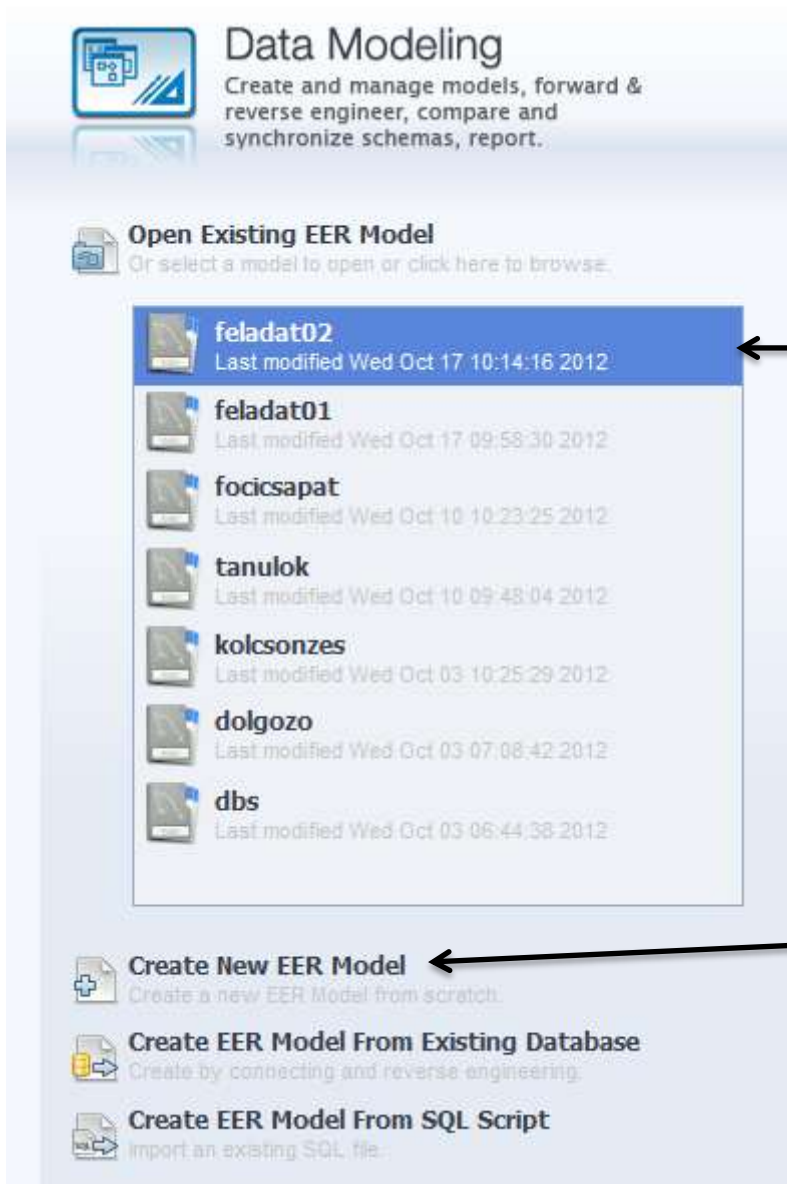 Data Modeling
Create and manage models, forward &
reverse engineer, compare and
synchronize schemas, report.
Open Existing EER Model
Or select a model to open or click here to browse.
feladat02
Last modified Wed Oct 17 10:14:16 2012
feladat01
Last modified Wed Oct 17 09:58:30 2012
focicsapat
Last modified Wed Oct 10 10:23:25 2012
tanulok
Last modified Wed Oct 10 09:48:04 2012
kolcsonzes
Last modified Wed Oct 03 10:25:29 2012
dolgozo
Last modified Wed Oct 03 07:08:42 2012
dbs
Last modified Wed Oct 03 06:44:38 2012
Create New EER Model
Create a new EER Model from scratch.
Create EER Model From Existing Database
Create by connecting and reverse engineering.
Create EER Model From SQL Script
Import an existing SQL file.